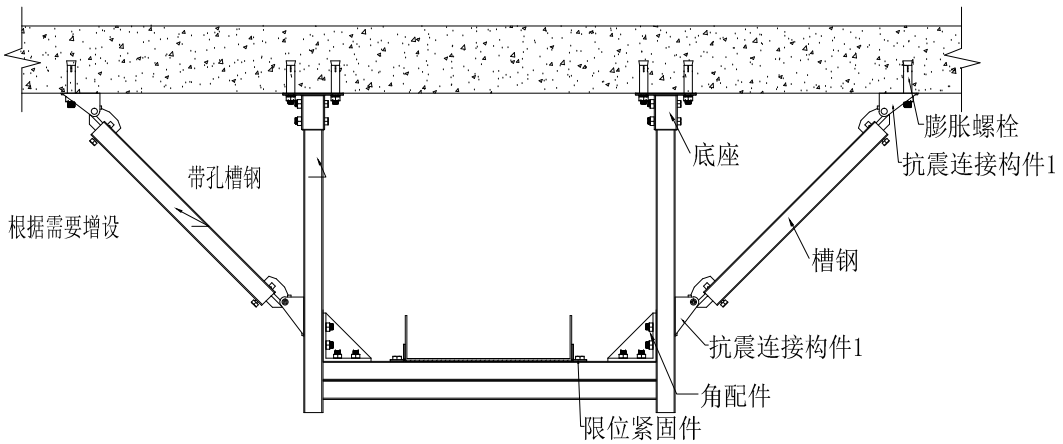 膨胀螺栓
底座
抗震连接构件1
带孔槽钢
根据需要增设
槽钢
抗震连接构件1
角配件
限位紧固件